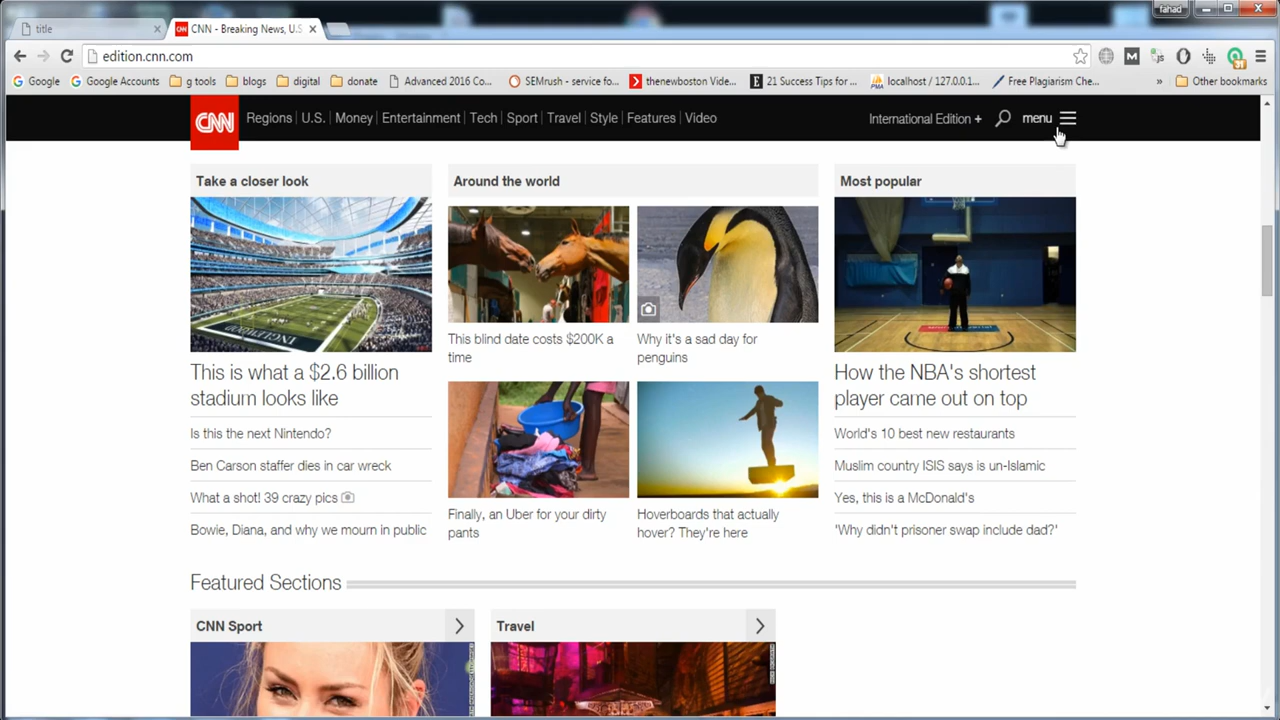 fahad
title
CNN - Breaking News, U.S
edition.cnn.com
Google
Google Accounts
g tools
blogs
digital
donate
Advanced 2016 Co...
SEMrush - service fo...
thenewboston Vide...
21 Success Tips for ...
localhost / 127.0.0.1...
Free Plagiarism Che...
»
Other bookmarks
CNN
Regions | U.S. | Money | Entertainment | Tech | Sport | Travel | Style | Features | Video
International Edition +
menu
Take a closer look
This is what a $2.6 billion
stadium looks like
Is this the next Nintendo?
Ben Carson staffer dies in car wreck
What a shot! 39 crazy pics
Bowie, Diana, and why we mourn in public
Around the world
This blind date costs $200K a
time
Why it's a sad day for
penguins
Finally, an Uber for your dirty
pants
Hoverboards that actually
hover? They're here
Most popular
How the NBA's shortest
player came out on top
World's 10 best new restaurants
Muslim country ISIS says is un-Islamic
Yes, this is a McDonald's
'Why didn't prisoner swap include dad?'
Featured Sections
CNN Sport
Travel